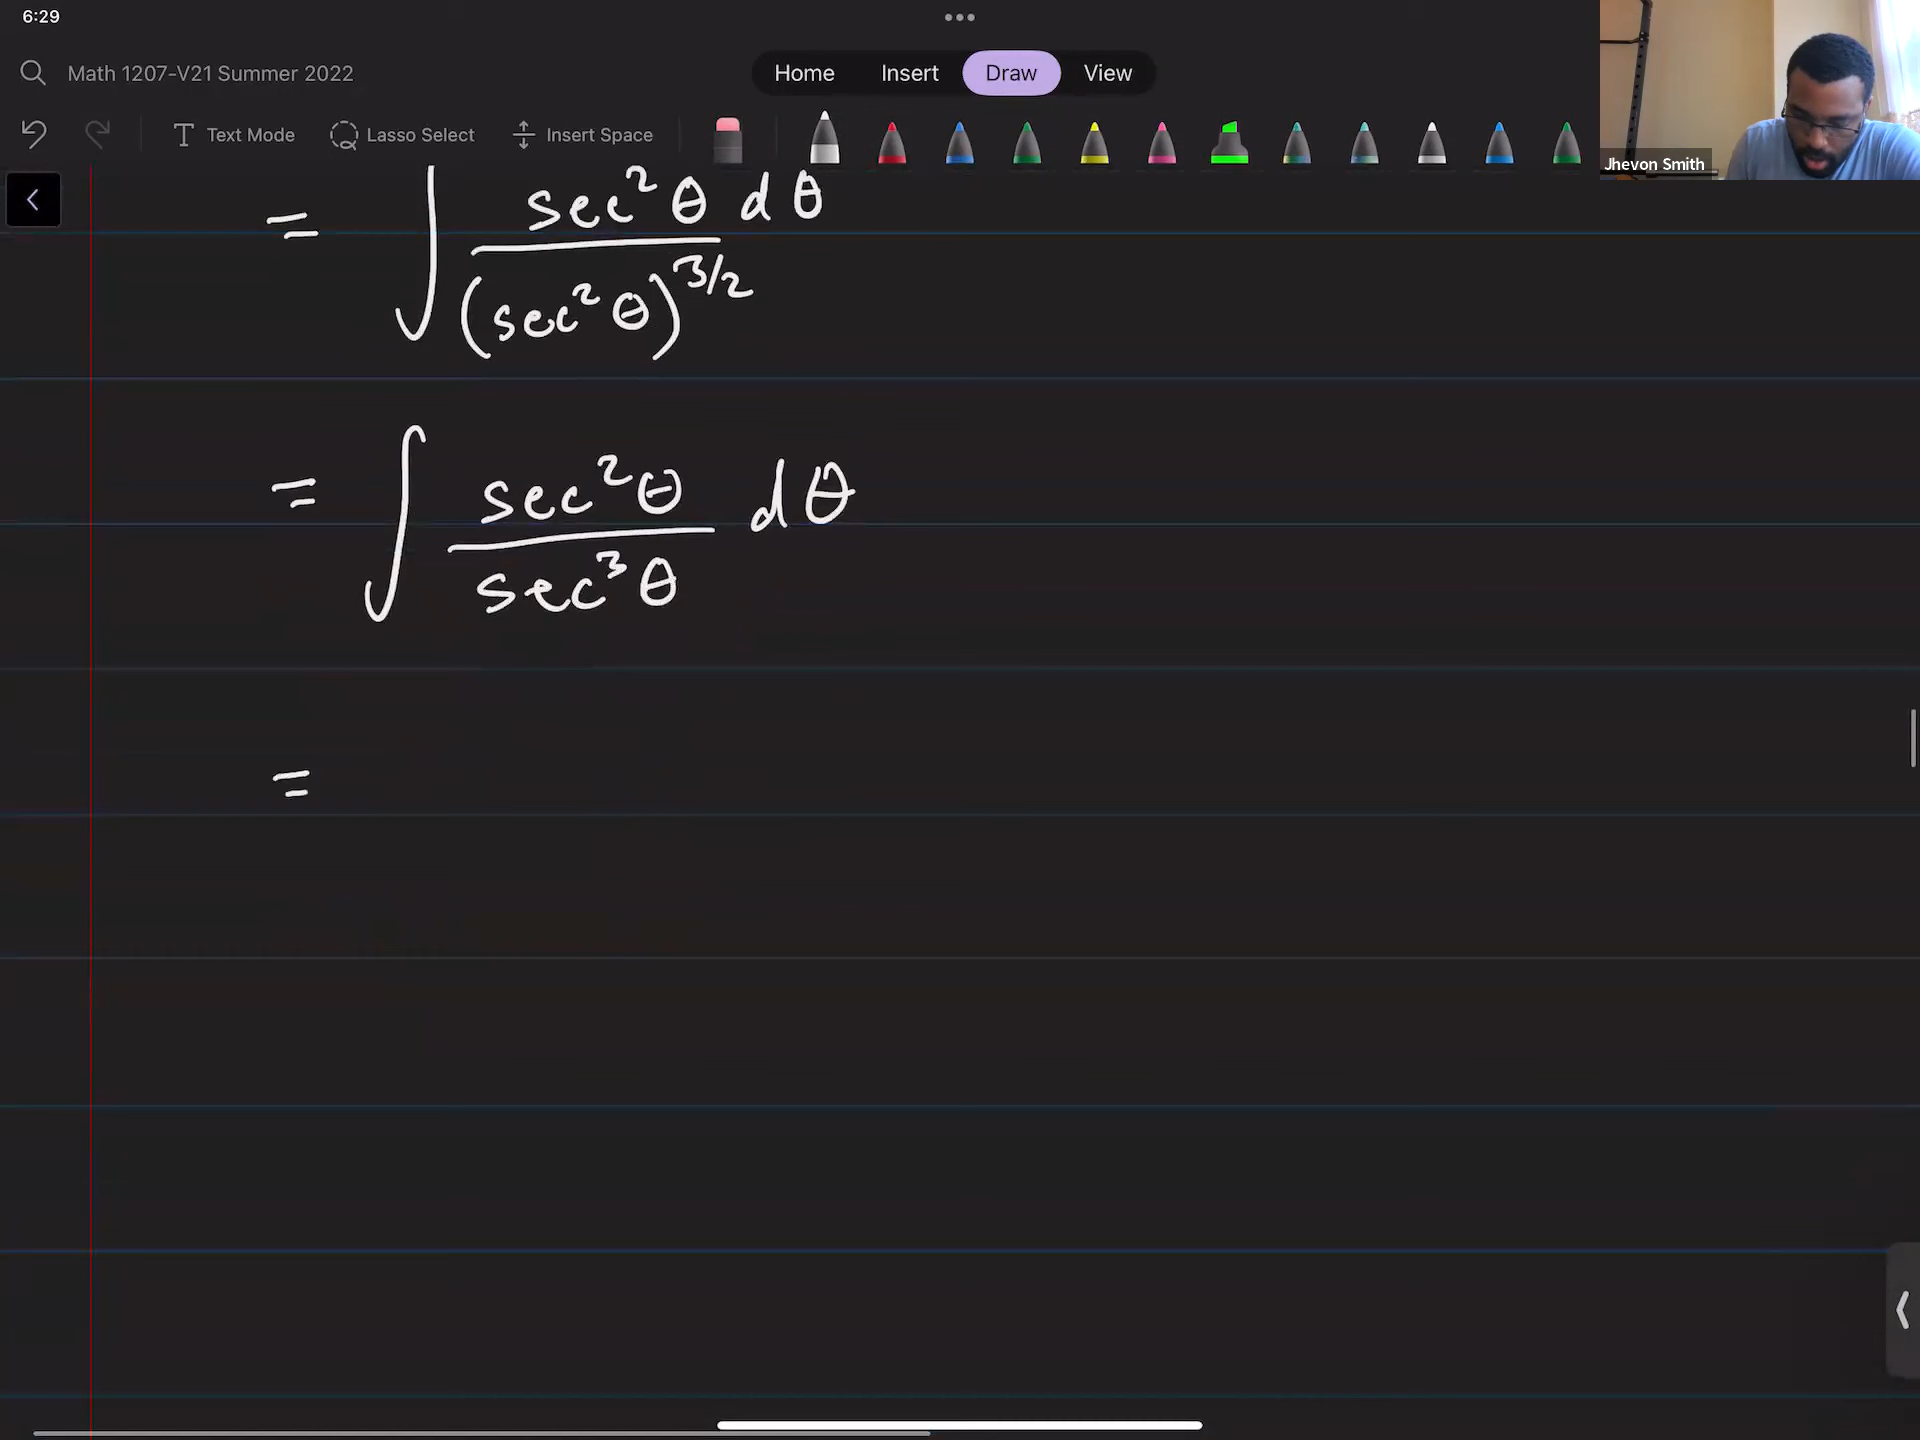 6:29
Math 1207-V21 Summer 2022
Home Insert Draw View
Text Mode Lasso Select Insert Space
Jhevon Smith
= ∫ sec²θ dθ / (sec²θ)^{3/2}
= ∫ sec²θ / sec³θ dθ
=